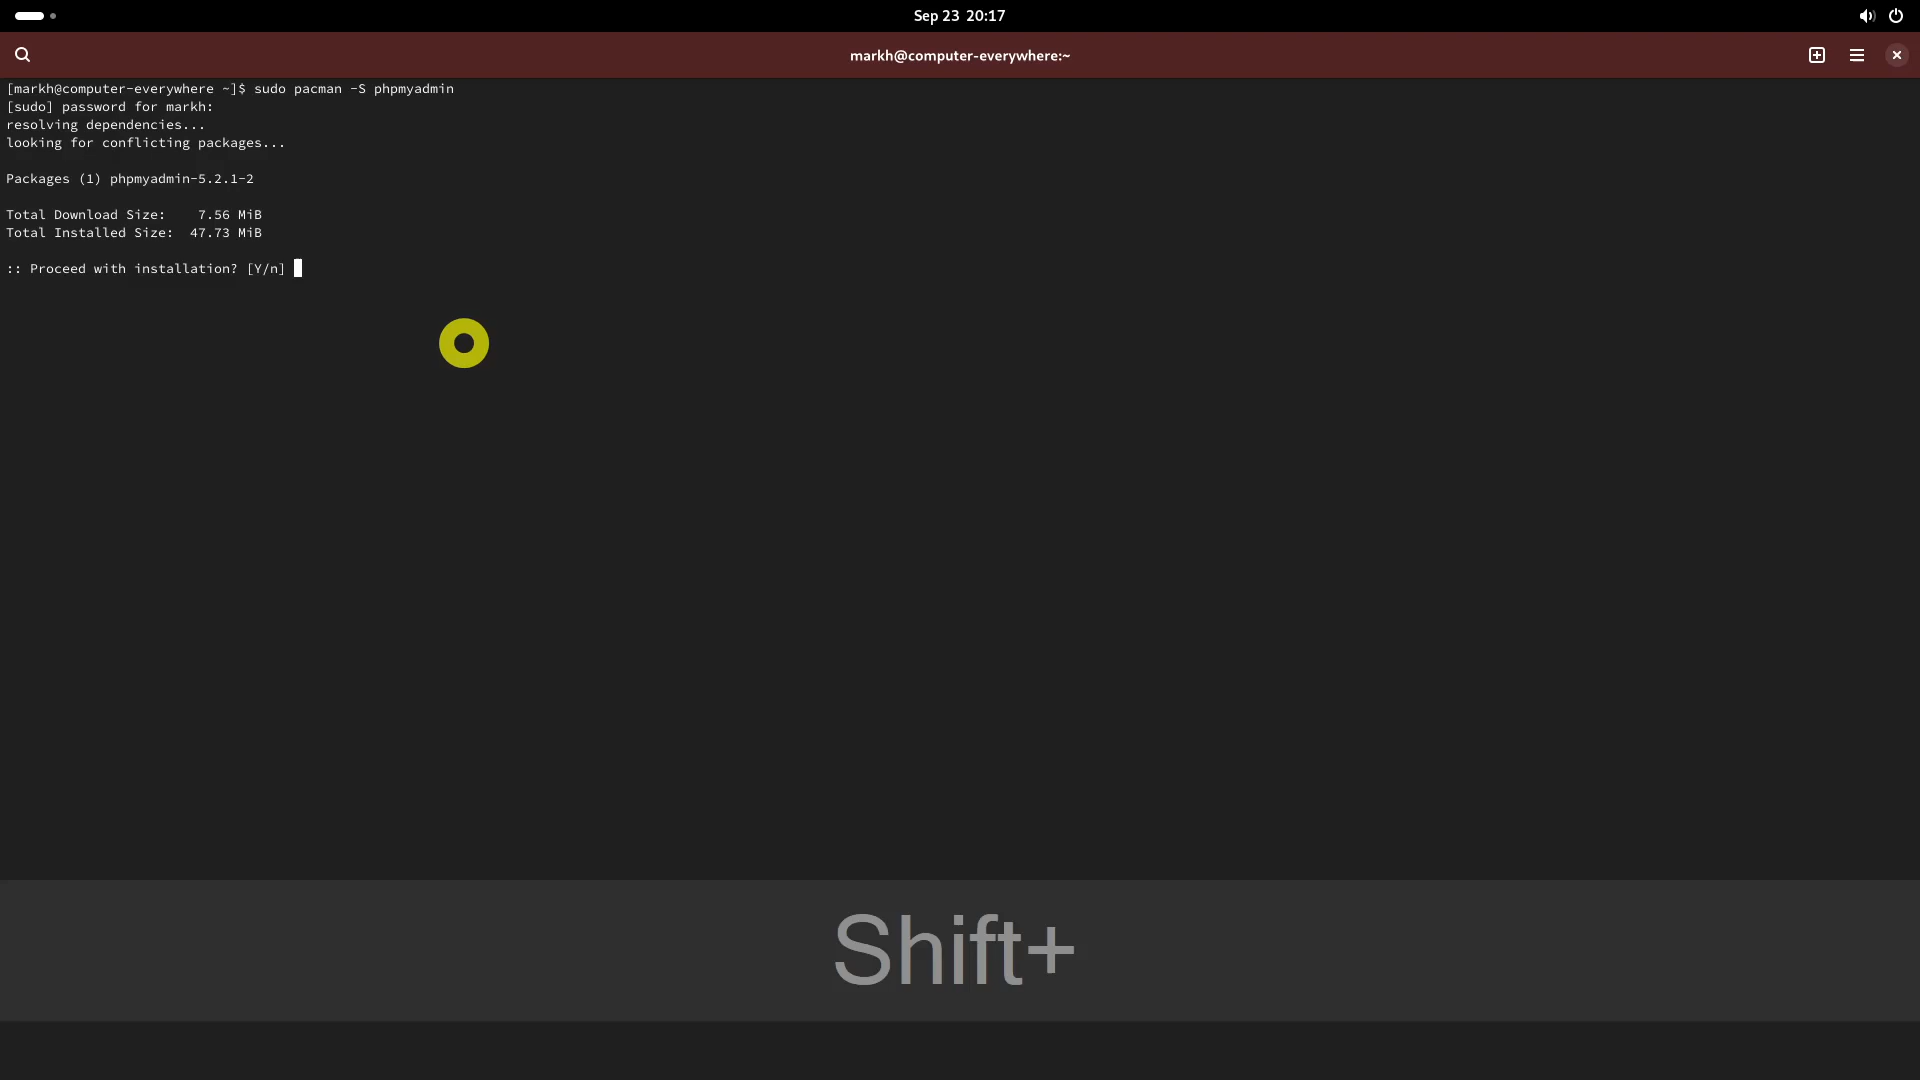 Sep 23 20:17
markh@computer-everywhere:~
[markh@computer-everywhere ~]$ sudo pacman -S phpmyadmin
[sudo] password for markh:
resolving dependencies...
looking for conflicting packages...
Packages (1) phpmyadmin-5.2.1-2
Total Download Size:    7.56 MiB
Total Installed Size:  47.73 MiB
:: Proceed with installation? [Y/n]
Shift+